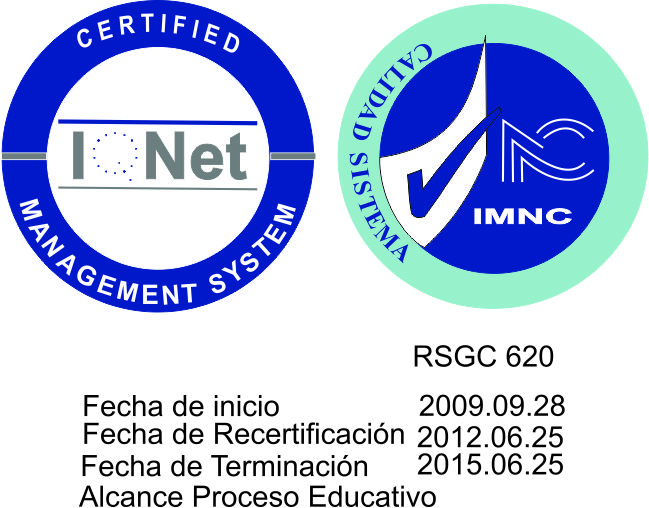 CERTIFIED
IQNet
MANAGEMENT SYSTEM
CALIDAD SISTEMA
IMNC
RSGC 620
Fecha de inicio 2009.09.28
Fecha de Recertificación 2012.06.25
Fecha de Terminación 2015.06.25
Alcance Proceso Educativo